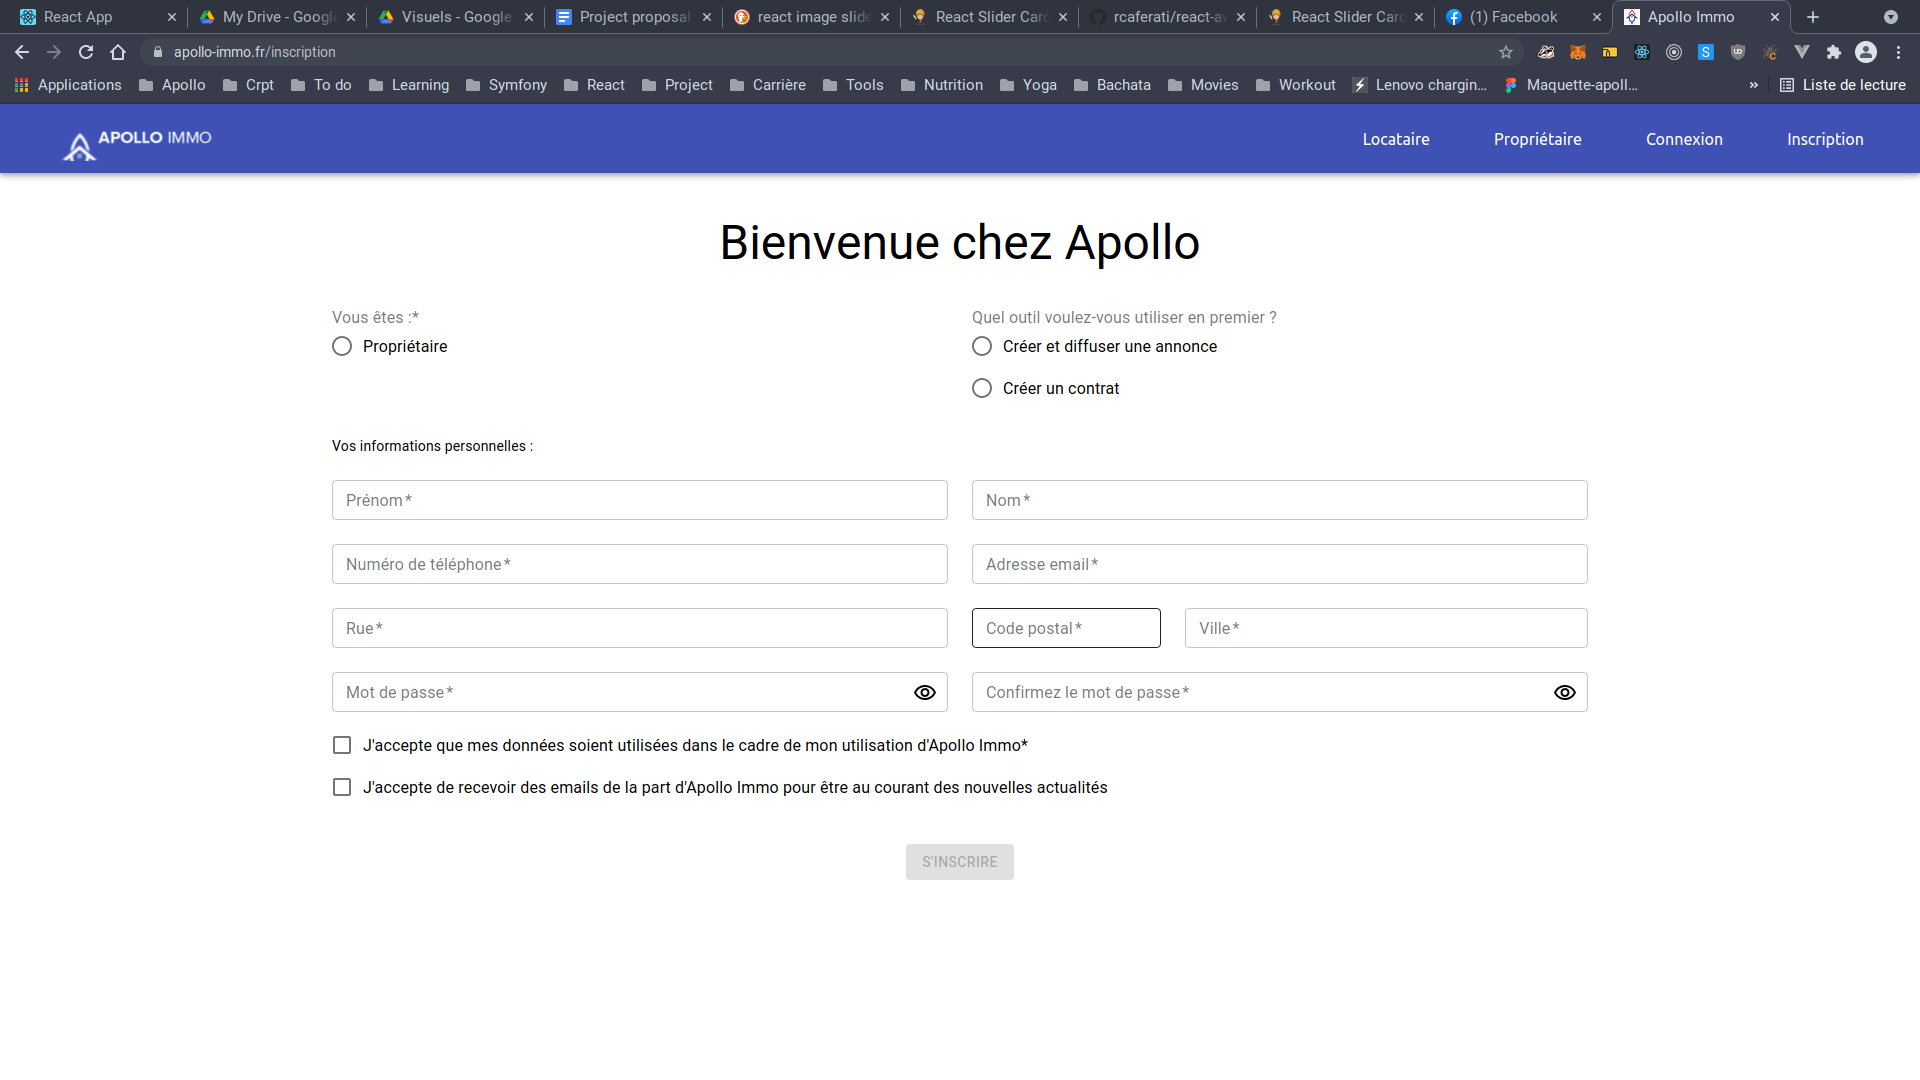 React App
My Drive - Google
Visuels - Google
Project proposal
react image slide
React Slider Card
rcaferati/react-aw
React Slider Card
(1) Facebook
Apollo Immo
apollo-immo.fr/inscription
Applications
Apollo
Crpt
To do
Learning
Symfony
React
Project
Carrière
Tools
Nutrition
Yoga
Bachata
Movies
Workout
Lenovo chargin...
Maquette-apoll...
»
Liste de lecture
APOLLO IMMO
Locataire
Propriétaire
Connexion
Inscription
Bienvenue chez Apollo
Vous êtes :*
Quel outil voulez-vous utiliser en premier ?
Propriétaire
Créer et diffuser une annonce
Créer un contrat
Vos informations personnelles :
Prénom*
Nom*
Numéro de téléphone*
Adresse email*
Rue*
Code postal*
Ville*
Mot de passe*
Confirmez le mot de passe*
J'accepte que mes données soient utilisées dans le cadre de mon utilisation d'Apollo Immo*
J'accepte de recevoir des emails de la part d'Apollo Immo pour être au courant des nouvelles actualités
S'INSCRIRE